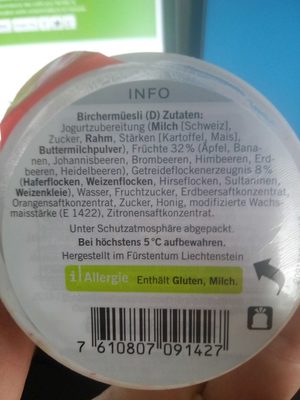 INFO
Birchermüesli (D) Zutaten:
Jogurtzubereitung (Milch [Schweiz],
Zucker, Rahm, Stärken [Kartoffel, Mais],
Buttermilchpulver), Früchte 32% (Äpfel, Bana-
nen, Johannisbeeren, Brombeeren, Himbeeren, Erd-
beeren, Heidelbeeren), Getreideflockenerzeugnis 8%
(Haferflocken, Weizenflocken, Hirseflocken, Sultaninen,
Weizenkleie), Wasser, Fruchtzucker, Erdbeersaftkonzentrat,
Orangensaftkonzentrat, Zucker, Honig, modifizierte Wachs-
maisstärke (E 1422), Zitronensaftkonzentrat.
Unter Schutzatmosphäre abgepackt.
Bei höchstens 5°C aufbewahren.
Hergestellt im Fürstentum Liechtenstein
i Allergie Enthält Gluten, Milch.
7 610807 091427